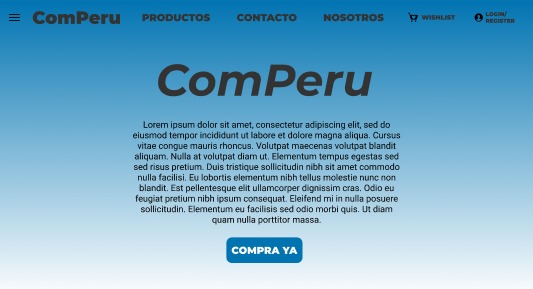 ComPeru PRODUCTOS CONTACTO NOSOTROS WISHLIST LOGIN/
REGISTER
ComPeru
Lorem ipsum dolor sit amet, consectetur adipiscing elit, sed do
eiusmod tempor incididunt ut labore et dolore magna aliqua. Cursus
vitae congue mauris rhoncus. Volutpat maecenas volutpat blandit
aliquam. Nulla at volutpat diam ut. Elementum tempus egestas sed
sed risus pretium. Duis tristique sollicitudin nibh sit amet commodo
nulla facilisi. Eu lobortis elementum nibh tellus molestie nunc non
blandit. Est pellentesque elit ullamcorper dignissim cras. Odio eu
feugiat pretium nibh ipsum consequat. Eleifend mi in nulla posuere
sollicitudin. Elementum eu facilisis sed odio morbi quis. Ut diam
quam nulla porttitor massa.
COMPRA YA